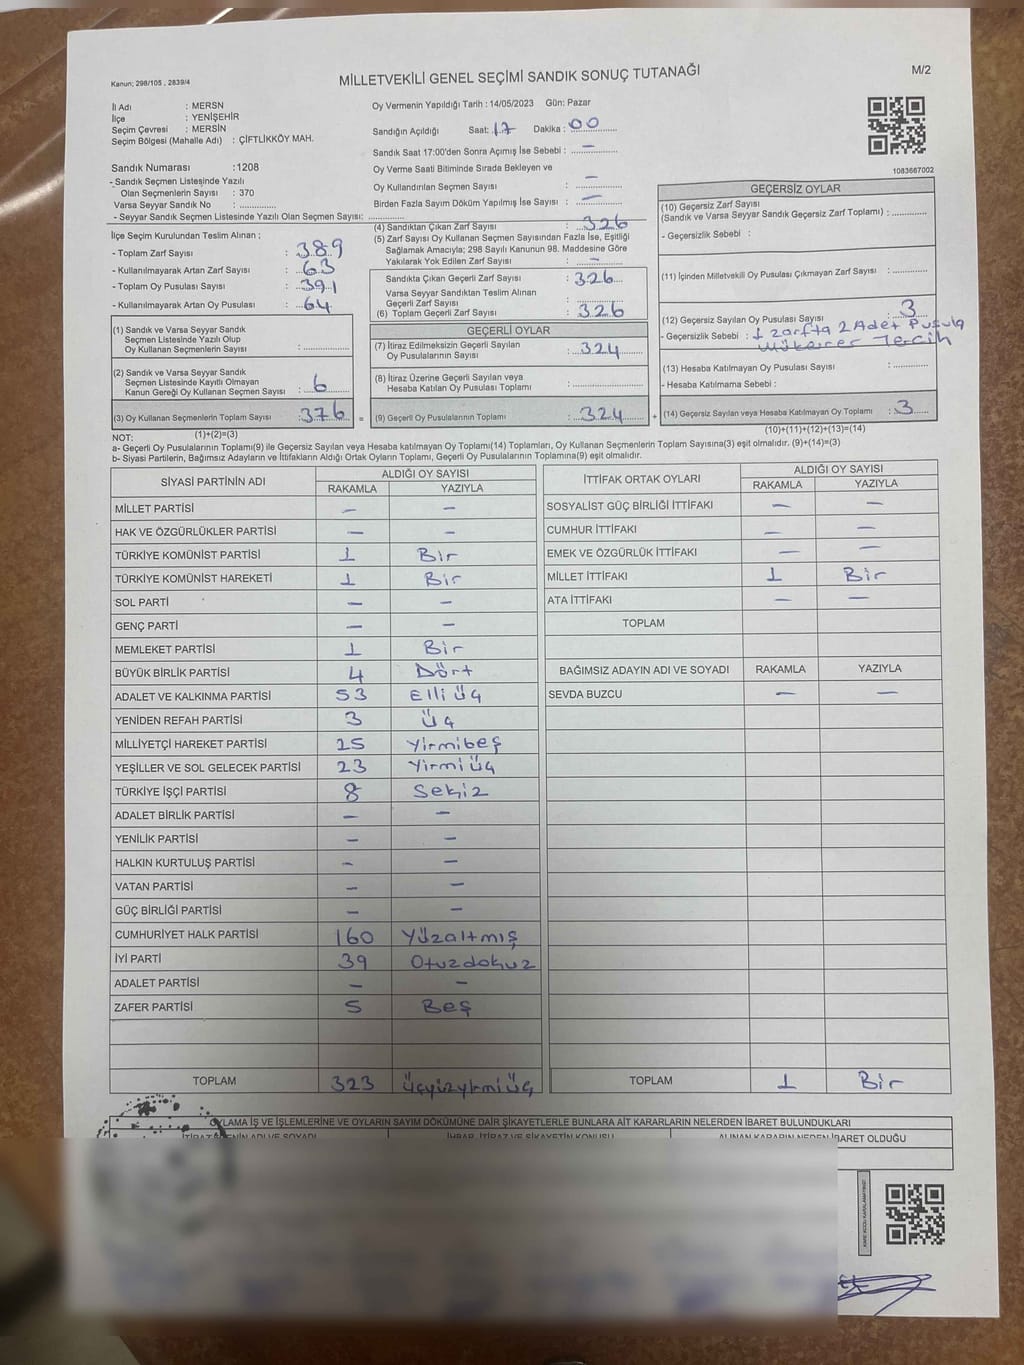 Kanun: 298/105 , 2839/4
MİLLETVEKİLİ GENEL SEÇİMİ SANDIK SONUÇ TUTANAĞI
M/2
İl Adı : MERSN
İlçe : YENİŞEHİR
Seçim Çevresi : MERSİN
Seçim Bölgesi (Mahalle Adı) : ÇİFTLİKKÖY MAH.
Sandık Numarası :1208
- Sandık Seçmen Listesinde Yazılı
Olan Seçmenlerin Sayısı : 370
Varsa Seyyar Sandık No : ..............
- Seyyar Sandık Seçmen Listesinde Yazılı Olan Seçmen Sayısı: ..............
İlçe Seçim Kurulundan Teslim Alınan ;
- Toplam Zarf Sayısı : 389
- Kullanılmayarak Artan Zarf Sayısı : 63
- Toplam Oy Pusulası Sayısı : 391
- Kullanılmayarak Artan Oy Pusulası : 64
(1) Sandık ve Varsa Seyyar Sandık
Seçmen Listesinde Yazılı Olup
Oy Kullanan Seçmenlerin Sayısı : ..............
(2) Sandık ve Varsa Seyyar Sandık
Seçmen Listesinde Kayıtlı Olmayan
Kanun Gereği Oy Kullanan Seçmen Sayısı : 6
(3) Oy Kullanan Seçmenlerin Toplam Sayısı : 376 =
(1)+(2)=(3)
Oy Vermenin Yapıldığı Tarih : 14/05/2023 Gün: Pazar
Sandığın Açıldığı Saat: 17 Dakika : 00
Sandık Saat 17:00'den Sonra Açımış İse Sebebi : –
Oy Verme Saati Bitiminde Sırada Bekleyen ve
Oy Kullandırılan Seçmen Sayısı : –
Birden Fazla Sayım Döküm Yapılmış İse Sayısı : –
(4) Sandıktan Çıkan Zarf Sayısı : 326
(5) Zarf Sayısı Oy Kullanan Seçmen Sayısından Fazla İse, Eşitliği
Sağlamak Amacıyla; 298 Sayılı Kanunun 98. Maddesine Göre
Yakılarak Yok Edilen Zarf Sayısı : –
Sandıkta Çıkan Geçerli Zarf Sayısı : 326
Varsa Seyyar Sandıktan Teslim Alınan
Geçerli Zarf Sayısı : ..............
(6) Toplam Geçerli Zarf Sayısı : 326
GEÇERLİ OYLAR
(7) İtiraz Edilmeksizin Geçerli Sayılan
Oy Pusulalarının Sayısı : 324
(8) İtiraz Üzerine Geçerli Sayılan veya
Hesaba Katılan Oy Pusulası Toplamı : ..............
(9) Geçerli Oy Pusulalarının Toplamı : 324 +
1083667002
GEÇERSİZ OYLAR
(10) Geçersiz Zarf Sayısı
(Sandık ve Varsa Seyyar Sandık Geçersiz Zarf Toplamı) : ..............
- Geçersizlik Sebebi :
(11) İçinden Milletvekili Oy Pusulası Çıkmayan Zarf Sayısı : ..............
(12) Geçersiz Sayılan Oy Pusulası Sayısı : 3
- Geçersizlik Sebebi : 1 zarfta 2 Adet Pusula
Mükerrer Tercih
(13) Hesaba Katılmayan Oy Pusulası Sayısı : ..............
- Hesaba Katılmama Sebebi :
(14) Geçersiz Sayılan veya Hesaba Katılmayan Oy Toplamı : 3
(10)+(11)+(12)+(13)=(14)
NOT:
a- Geçerli Oy Pusulalarının Toplamı(9) ile Geçersiz Sayılan veya Hesaba katılmayan Oy Toplamı(14) Toplamları, Oy Kullanan Seçmenlerin Toplam Sayısına(3) eşit olmalıdır. (9)+(14)=(3)
b- Siyasi Partilerin, Bağımsız Adayların ve İttifakların Aldığı Ortak Oyların Toplamı, Geçerli Oy Pusulalarının Toplamına(9) eşit olmalıdır.
SİYASİ PARTİNİN ADI ALDIĞI OY SAYISI
RAKAMLA YAZIYLA
MİLLET PARTİSİ – –
HAK VE ÖZGÜRLÜKLER PARTİSİ – –
TÜRKİYE KOMÜNİST PARTİSİ 1 Bir
TÜRKİYE KOMÜNİST HAREKETİ 1 Bir
SOL PARTİ – –
GENÇ PARTİ – –
MEMLEKET PARTİSİ 1 Bir
BÜYÜK BİRLİK PARTİSİ 4 Dört
ADALET VE KALKINMA PARTİSİ 53 Elli üç
YENİDEN REFAH PARTİSİ 3 üç
MİLLİYETÇİ HAREKET PARTİSİ 25 Yirmibeş
YEŞİLLER VE SOL GELECEK PARTİSİ 23 Yirmi üç
TÜRKİYE İŞÇİ PARTİSİ 8 Sekiz
ADALET BİRLİK PARTİSİ – –
YENİLİK PARTİSİ – –
HALKIN KURTULUŞ PARTİSİ – –
VATAN PARTİSİ – –
GÜÇ BİRLİĞİ PARTİSİ – –
CUMHURİYET HALK PARTİSİ 160 Yüzaltmış
İYİ PARTİ 39 Otuzdokuz
ADALET PARTİSİ – –
ZAFER PARTİSİ 5 Beş
TOPLAM 323 üçyüzyirmi üç
İTTİFAK ORTAK OYLARI ALDIĞI OY SAYISI
RAKAMLA YAZIYLA
SOSYALİST GÜÇ BİRLİĞİ İTTİFAKI – –
CUMHUR İTTİFAKI – –
EMEK VE ÖZGÜRLÜK İTTİFAKI – –
MİLLET İTTİFAKI 1 Bir
ATA İTTİFAKI – –
TOPLAM
BAĞIMSIZ ADAYIN ADI VE SOYADI RAKAMLA YAZIYLA
SEVDA BUZCU – –
TOPLAM 1 Bir
OYLAMA İŞ VE İŞLEMLERİNE VE OYLARIN SAYIM DÖKÜMÜNE DAİR ŞİKAYETLERLE BUNLARA AİT KARARLARIN NELERDEN İBARET BULUNDUKLARI
İTİRAZ EDENİN ADI VE SOYADI İHBAR, İTİRAZ VE ŞİKAYETİN KONUSU ALINAN KARARIN NEDEN İBARET OLDUĞU
KARE KODU KARALAMAYINIZ!